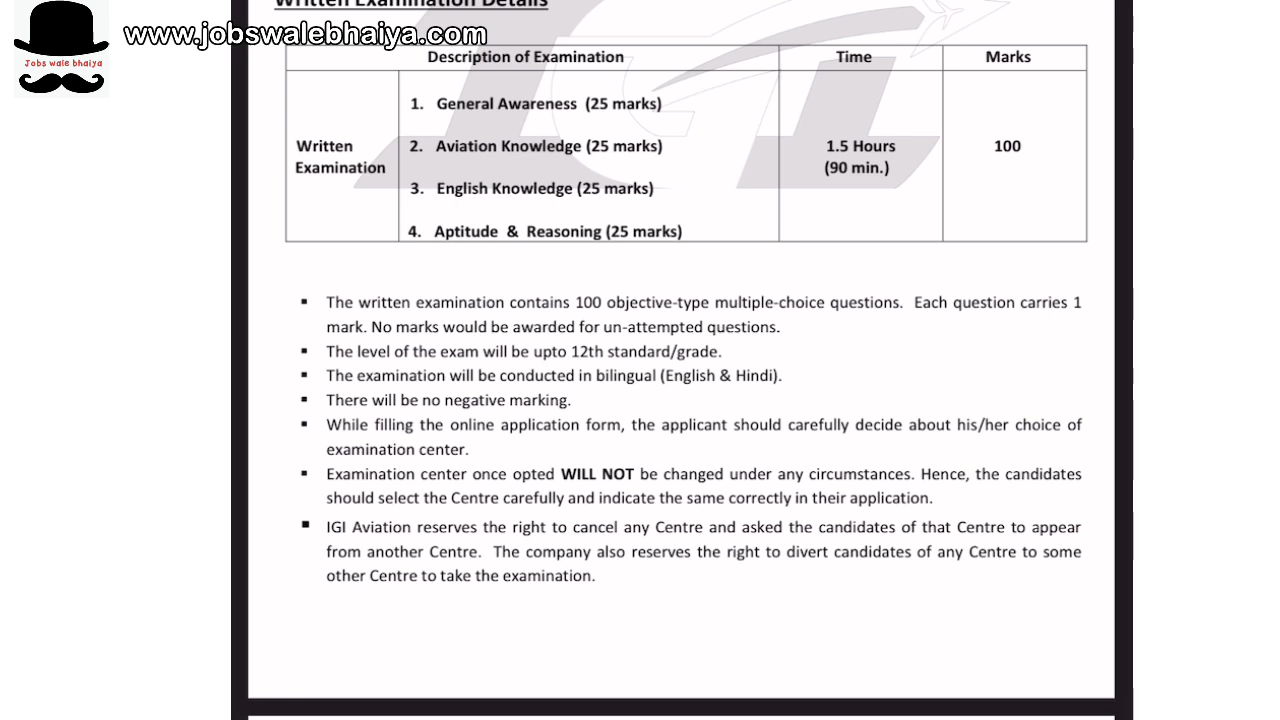 Written Examination Details
www.jobswalebhaiya.com
Jobs wale bhaiya
Description of Examination Time Marks
Written Examination
1. General Awareness (25 marks)
2. Aviation Knowledge (25 marks)
3. English Knowledge (25 marks)
4. Aptitude & Reasoning (25 marks)
1.5 Hours
(90 min.)
100
▪ The written examination contains 100 objective-type multiple-choice questions. Each question carries 1
mark. No marks would be awarded for un-attempted questions.
▪ The level of the exam will be upto 12th standard/grade.
▪ The examination will be conducted in bilingual (English & Hindi).
▪ There will be no negative marking.
▪ While filling the online application form, the applicant should carefully decide about his/her choice of
examination center.
▪ Examination center once opted WILL NOT be changed under any circumstances. Hence, the candidates
should select the Centre carefully and indicate the same correctly in their application.
▪ IGI Aviation reserves the right to cancel any Centre and asked the candidates of that Centre to appear
from another Centre. The company also reserves the right to divert candidates of any Centre to some
other Centre to take the examination.